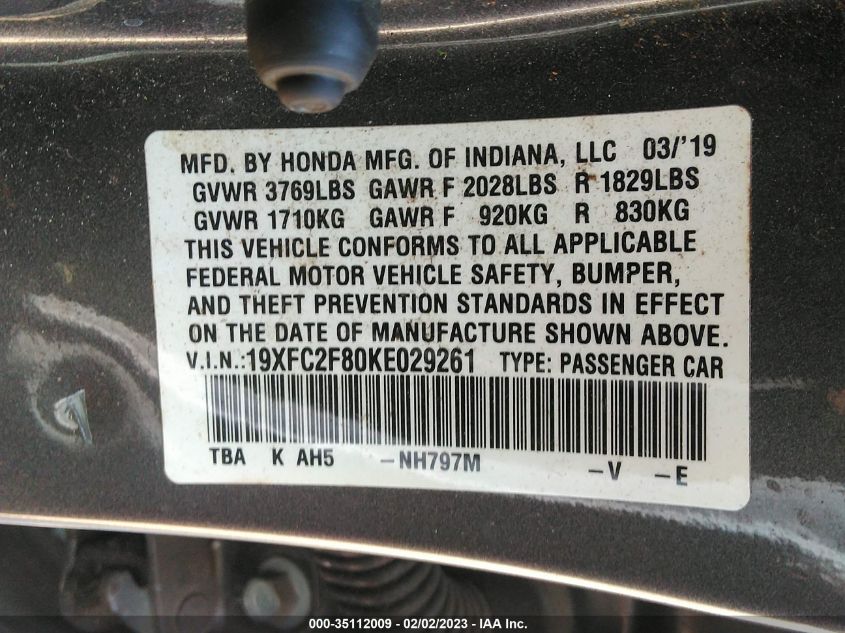 MFD. BY HONDA MFG. OF INDIANA, LLC 03/'19
GVWR 3769LBS GAWR F 2028LBS R 1829LBS
GVWR 1710KG GAWR F 920KG R 830KG
THIS VEHICLE CONFORMS TO ALL APPLICABLE
FEDERAL MOTOR VEHICLE SAFETY, BUMPER,
AND THEFT PREVENTION STANDARDS IN EFFECT
ON THE DATE OF MANUFACTURE SHOWN ABOVE.
V.I.N.:19XFC2F80KE029261 TYPE: PASSENGER CAR
TBA K AH5 -NH797M -V -E
000-35112009 - 02/02/2023 - IAA Inc.